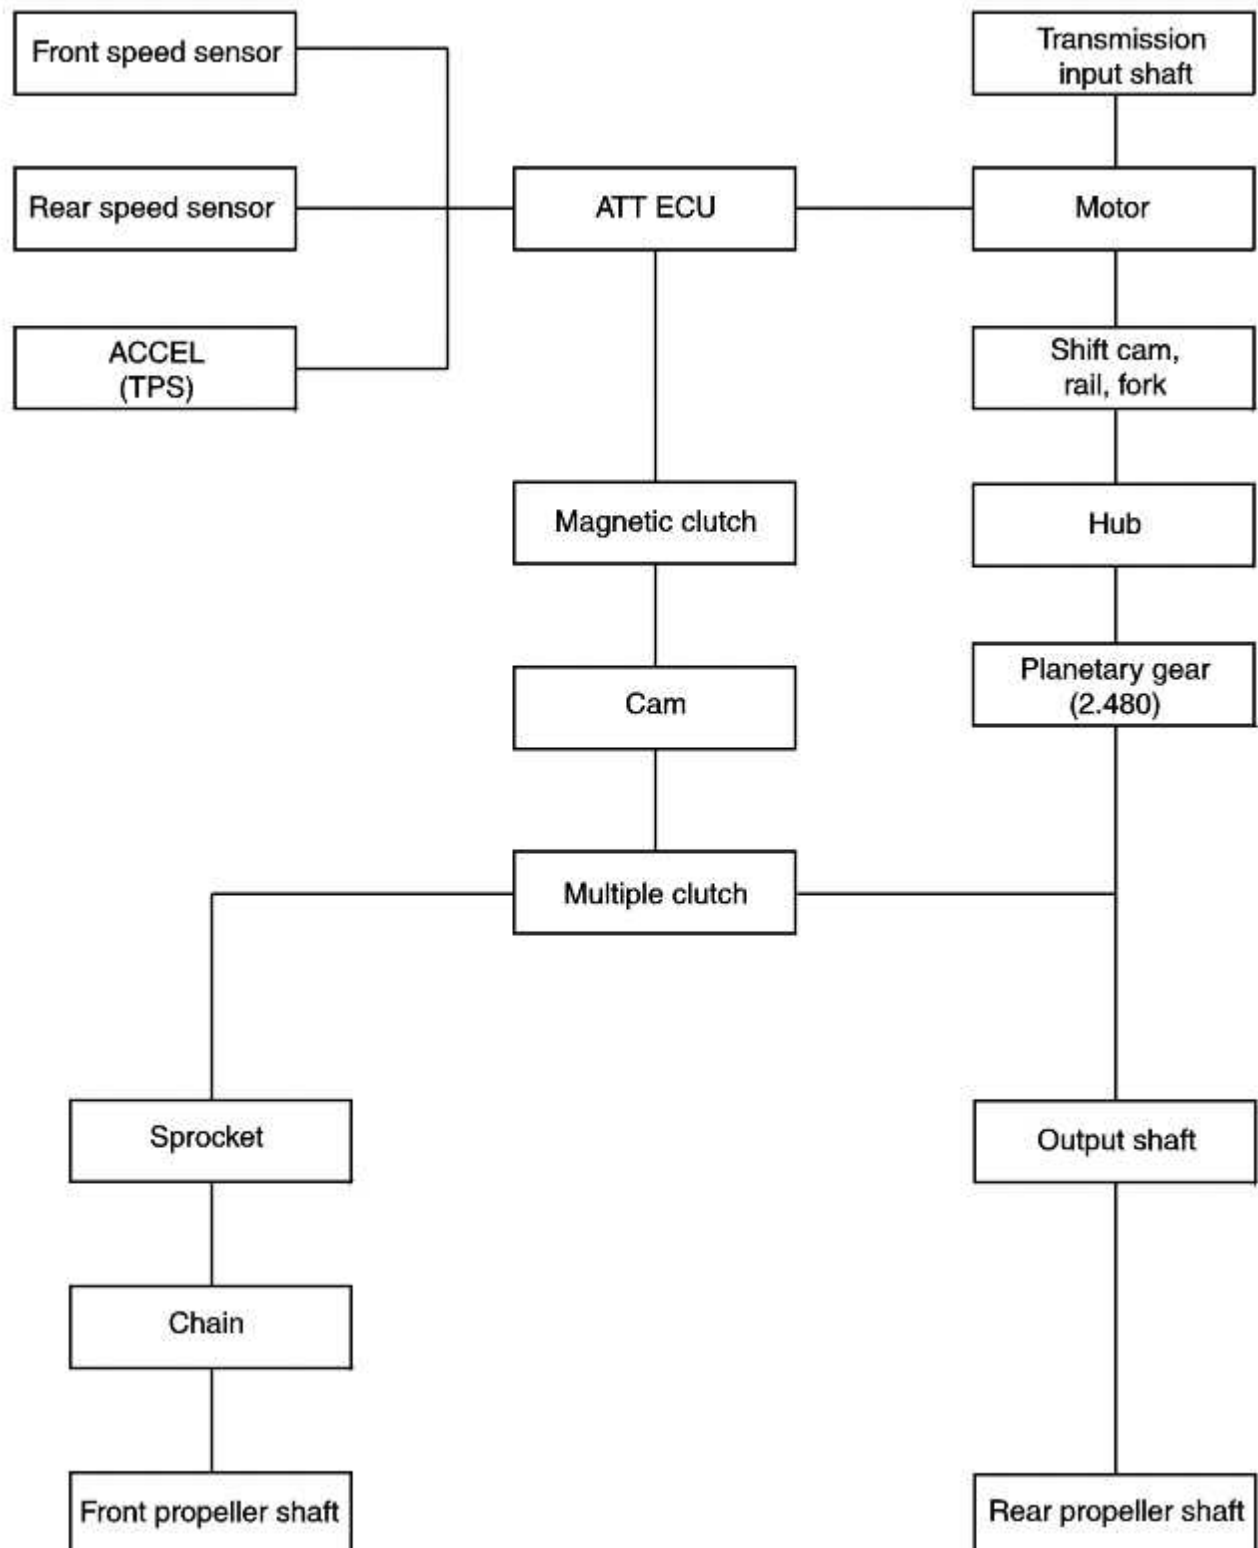 Front speed sensor
Transmission
input shaft
Rear speed sensor
ATT ECU
Motor
ACCEL
(TPS)
Shift cam,
rail, fork
Magnetic clutch
Hub
Cam
Planetary gear
(2.480)
Multiple clutch
Sprocket
Output shaft
Chain
Front propeller shaft
Rear propeller shaft